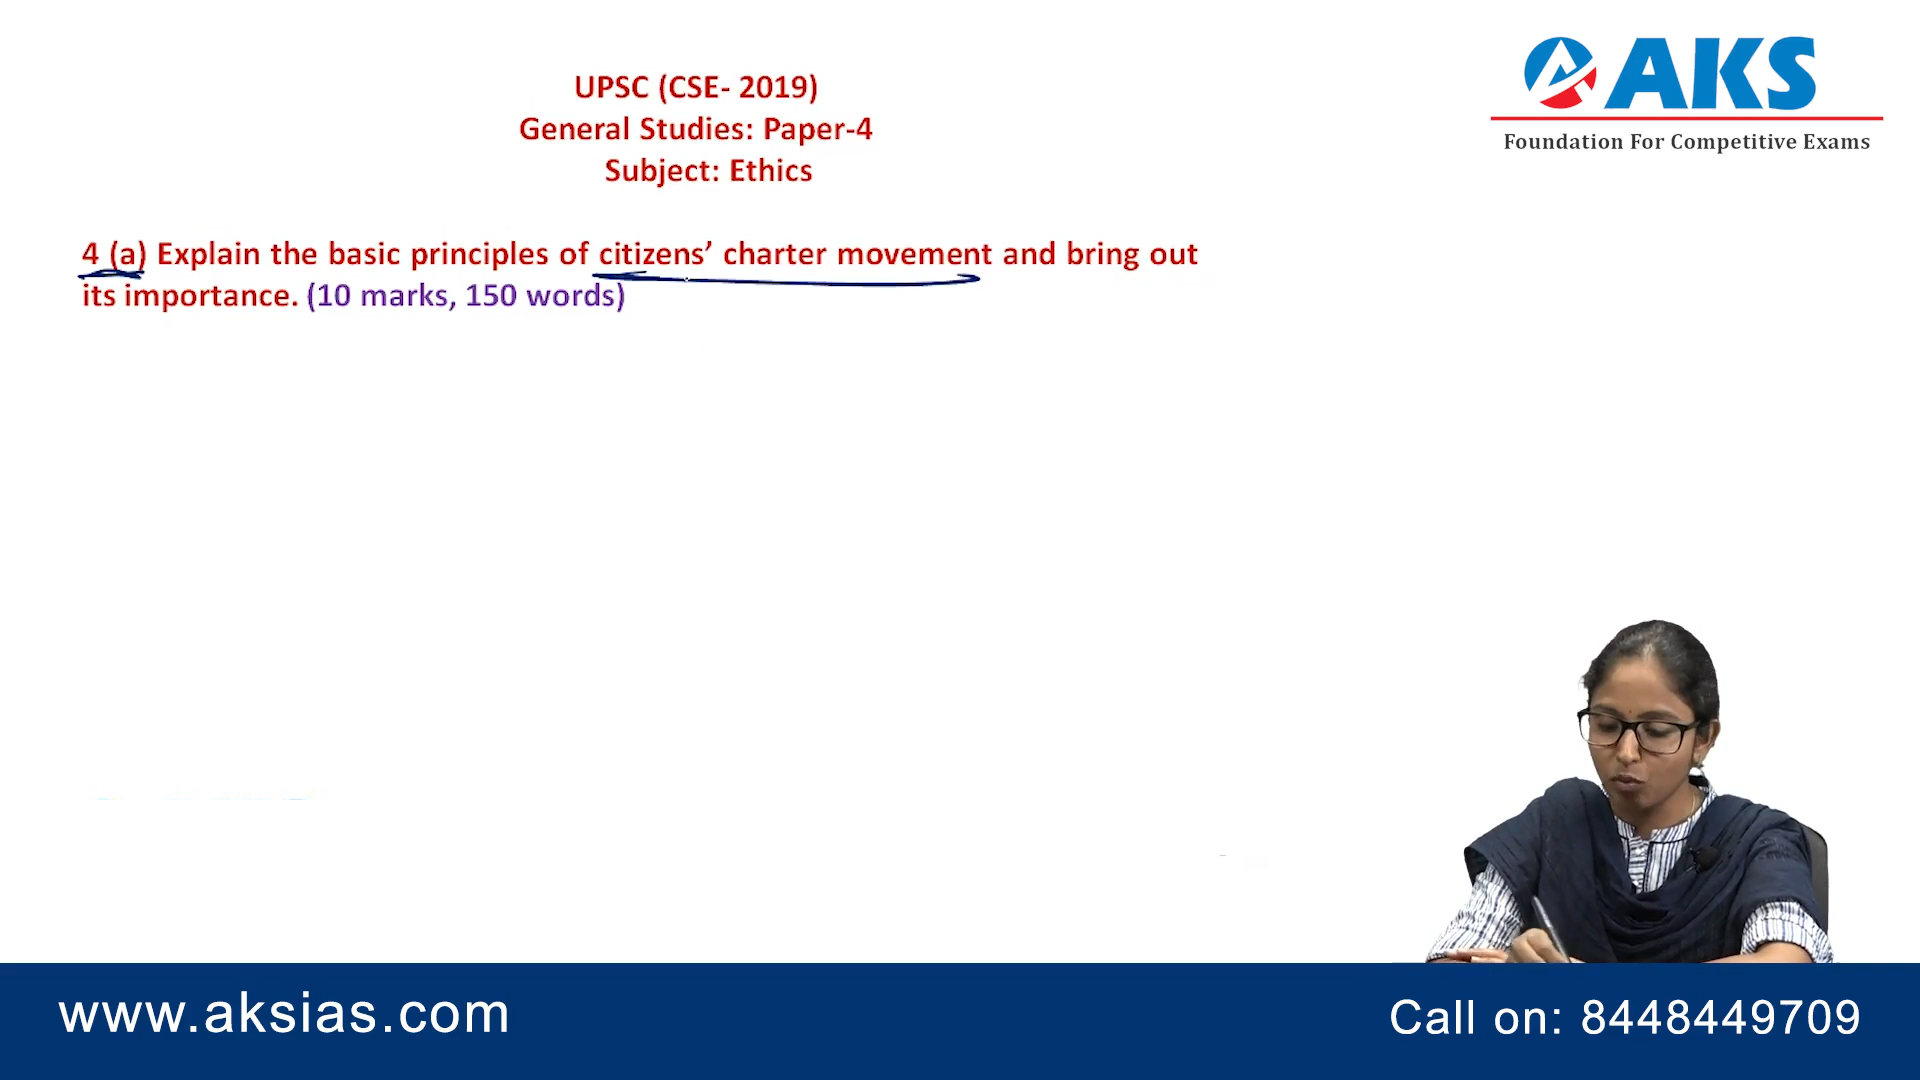 AKS
Foundation For Competitive Exams
UPSC (CSE- 2019)
General Studies: Paper-4
Subject: Ethics
4 (a) Explain the basic principles of citizens’ charter movement and bring out
its importance. (10 marks, 150 words)
www.aksias.com
Call on: 8448449709